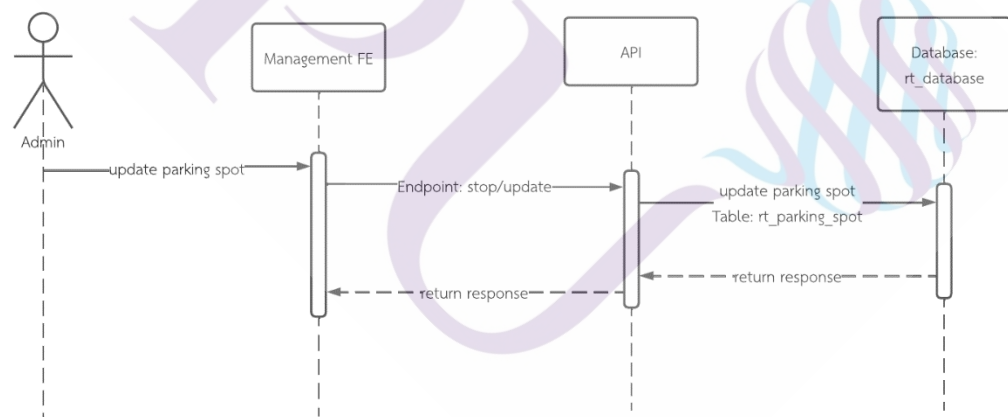 Management FE
API
Database:
rt_database
Admin
update parking spot
Endpoint: stop/update
update parking spot
Table: rt_parking_spot
return response
return response